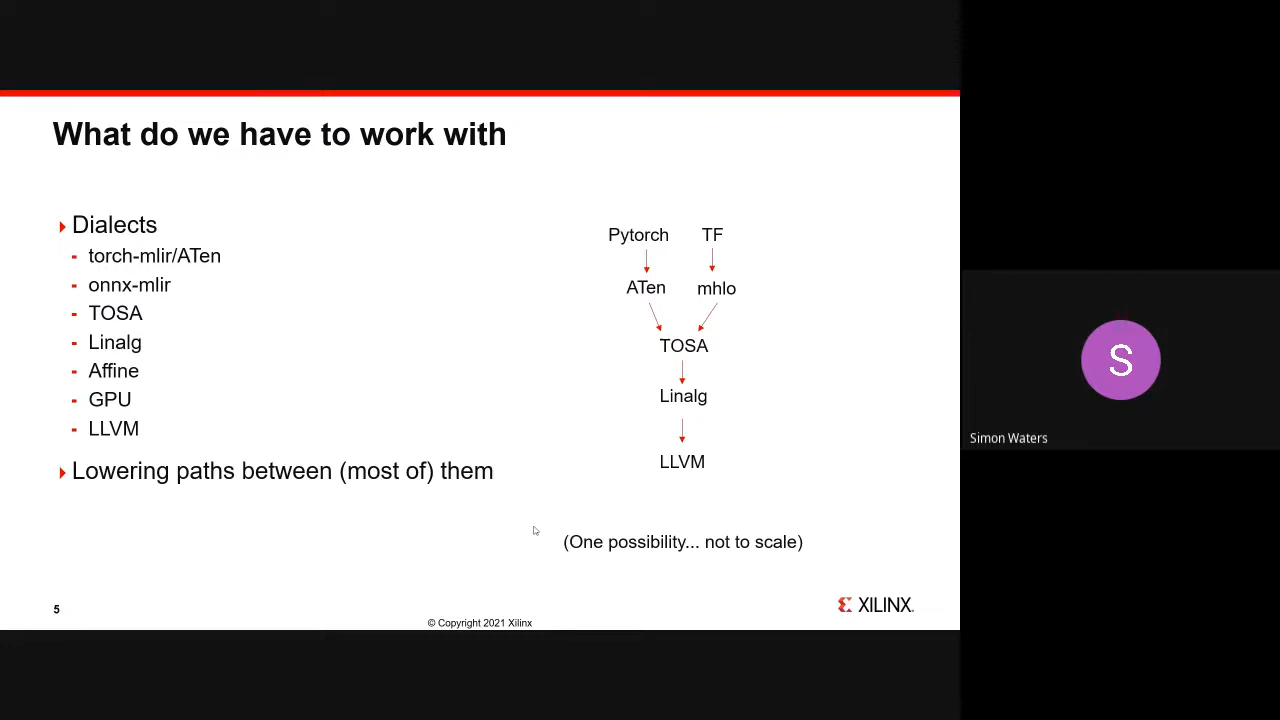 What do we have to work with
Dialects
- torch-mlir/ATen
- onnx-mlir
- TOSA
- Linalg
- Affine
- GPU
- LLVM
Lowering paths between (most of) them
Pytorch TF
ATen mhlo
TOSA
Linalg
LLVM
(One possibility... not to scale)
5
© Copyright 2021 Xilinx
XILINX.
S
Simon Waters